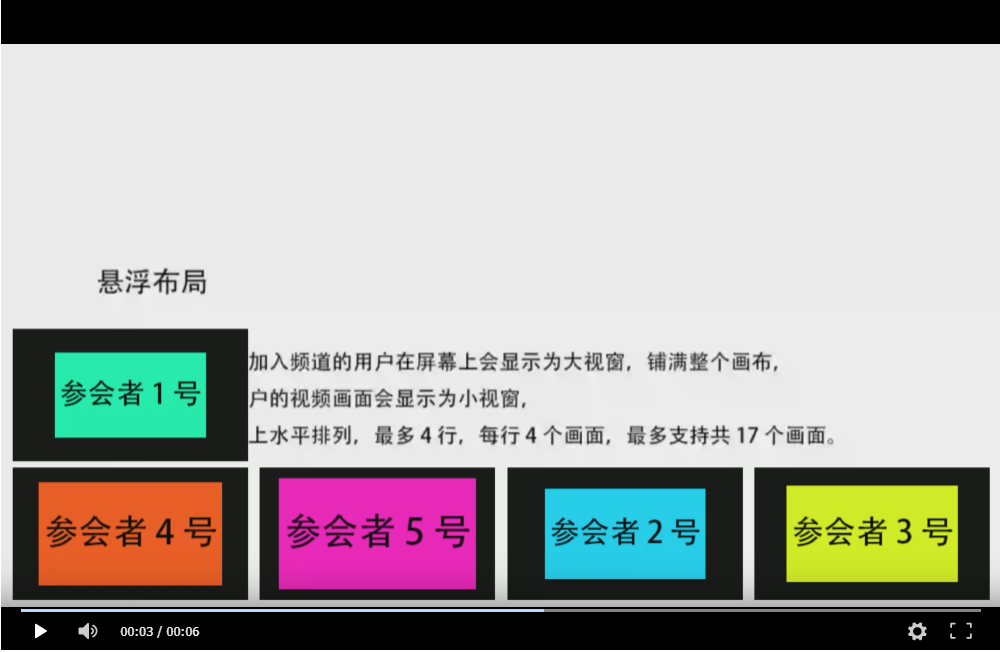 悬浮布局
加入频道的用户在屏幕上会显示为大视窗，铺满整个画布，
户的视频画面会显示为小视窗，
上水平排列，最多 4 行，每行 4 个画面，最多支持共 17 个画面。
参会者 1 号
参会者 4 号
参会者 5 号
参会者 2 号
参会者 3 号
00:03 / 00:06